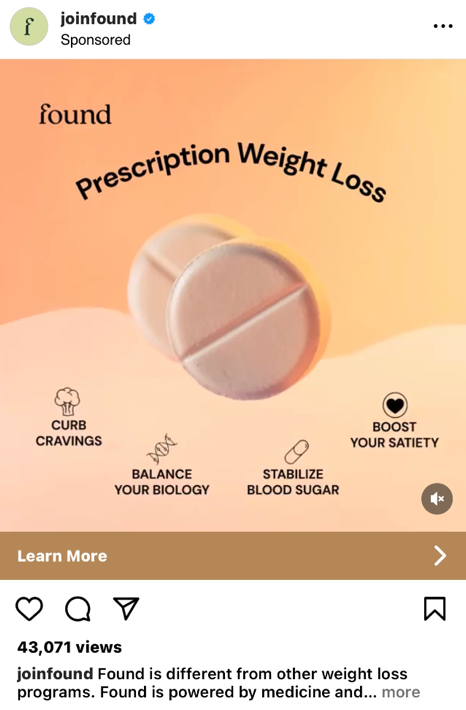 f
joinfound
Sponsored
found
Prescription Weight Loss
CURB
CRAVINGS
BOOST
YOUR SATIETY
BALANCE
YOUR BIOLOGY
STABILIZE
BLOOD SUGAR
Learn More
43,071 views
joinfound Found is different from other weight loss
programs. Found is powered by medicine and... more